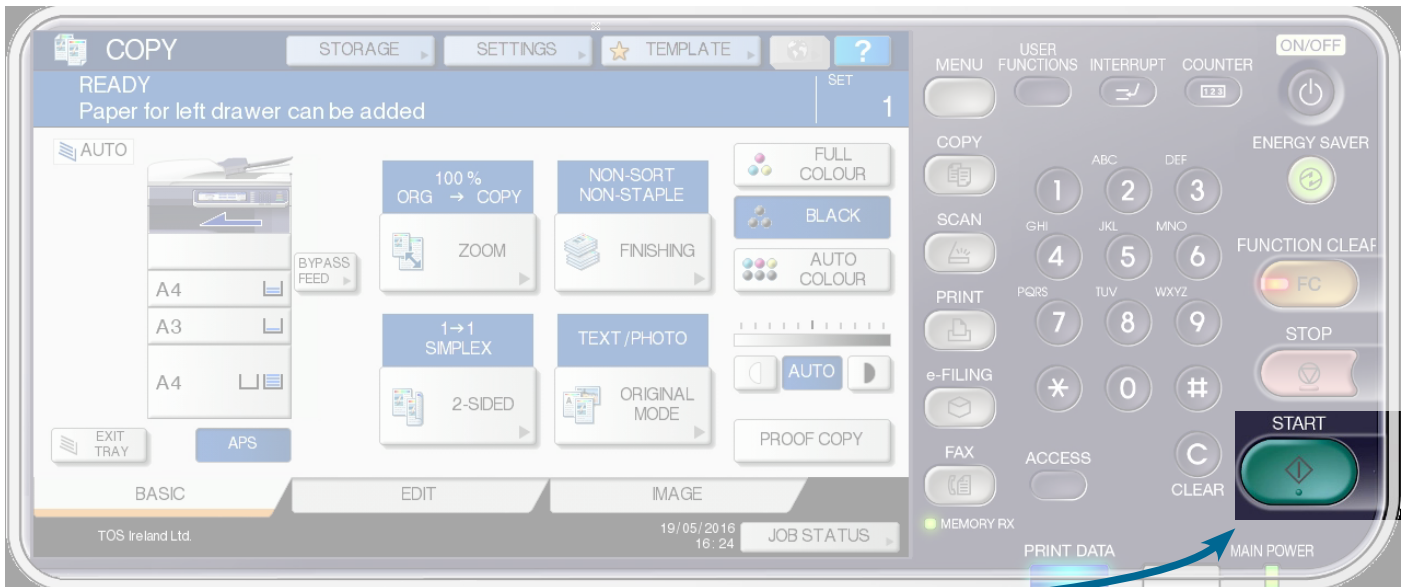 COPY
STORAGE
SETTINGS
TEMPLATE
?
READY
Paper for left drawer can be added
SET
1
AUTO
100 %
ORG → COPY
ZOOM
NON-SORT
NON-STAPLE
FINISHING
FULL
COLOUR
BLACK
AUTO
COLOUR
BYPASS
FEED
A4
A3
A4
1→1
SIMPLEX
2-SIDED
TEXT/PHOTO
ORIGINAL
MODE
AUTO
PROOF COPY
EXIT
TRAY
APS
BASIC
EDIT
IMAGE
TOS Ireland Ltd.
19/05/2016
16:24
JOB STATUS
MENU
USER
FUNCTIONS
INTERRUPT
COUNTER
123
ON/OFF
ENERGY SAVER
COPY
SCAN
PRINT
e-FILING
FAX
MEMORY RX
ABC
DEF
1
2
3
GHI
JKL
MNO
4
5
6
PQRS
TUV
WXYZ
7
8
9
*
0
#
ACCESS
C
CLEAR
FUNCTION CLEAR
FC
STOP
START
PRINT DATA
MAIN POWER